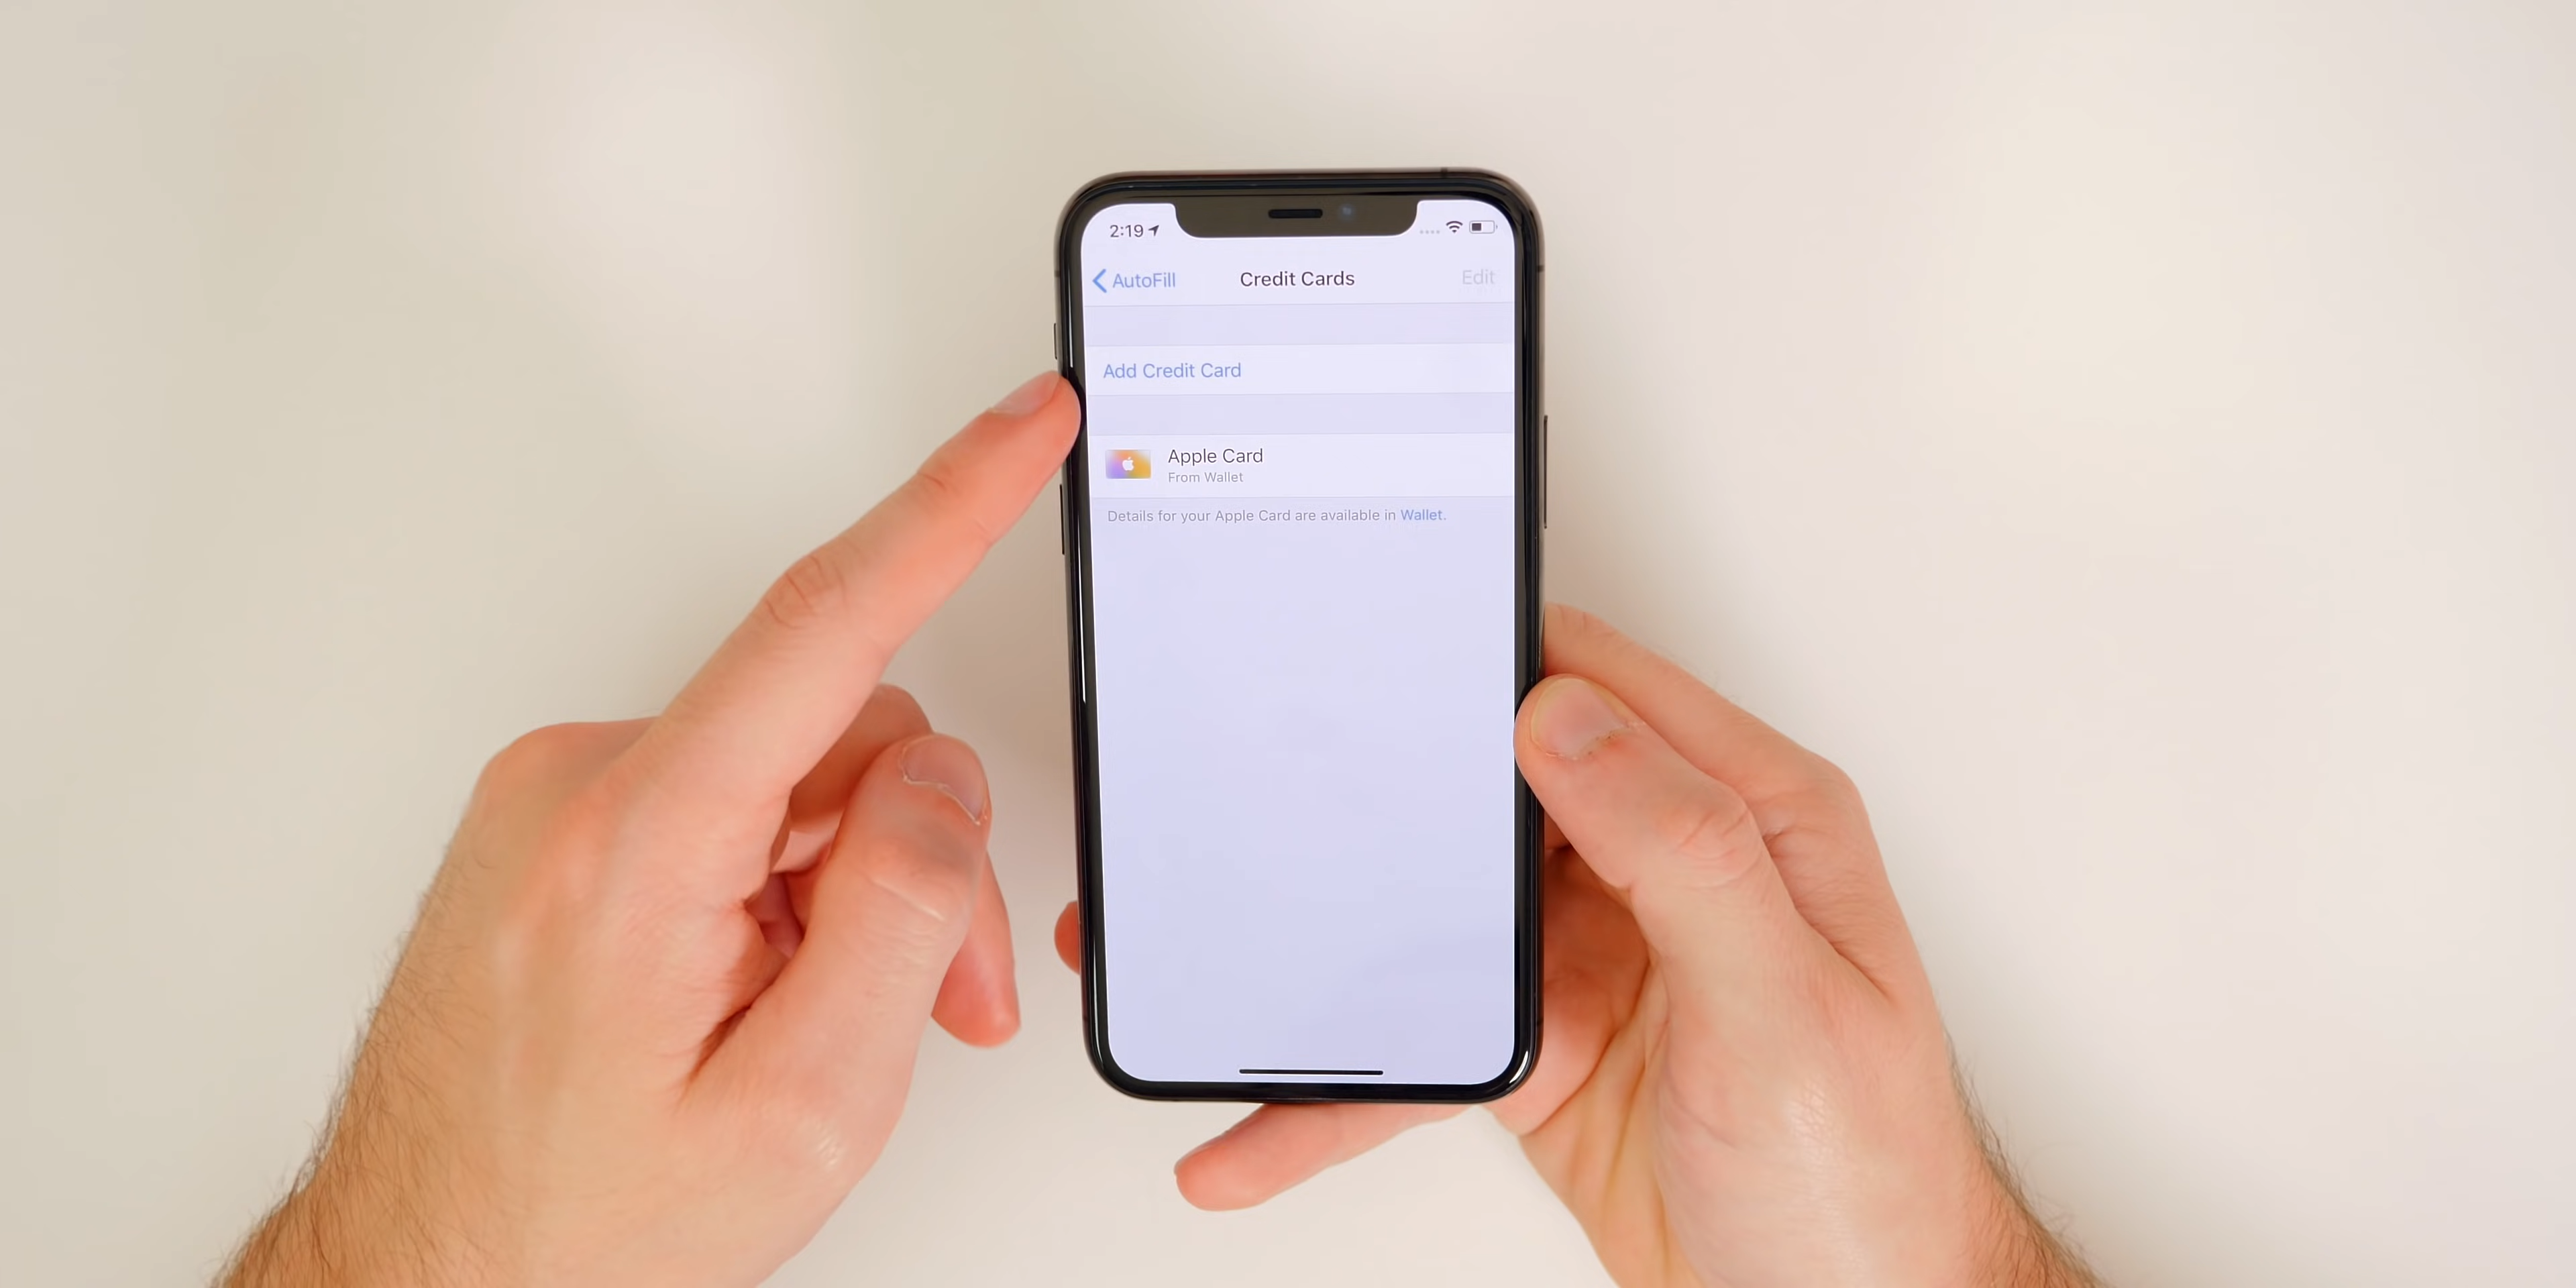 2:19
AutoFill
Credit Cards
Edit
Add Credit Card
Apple Card
From Wallet
Details for your Apple Card are available in Wallet.